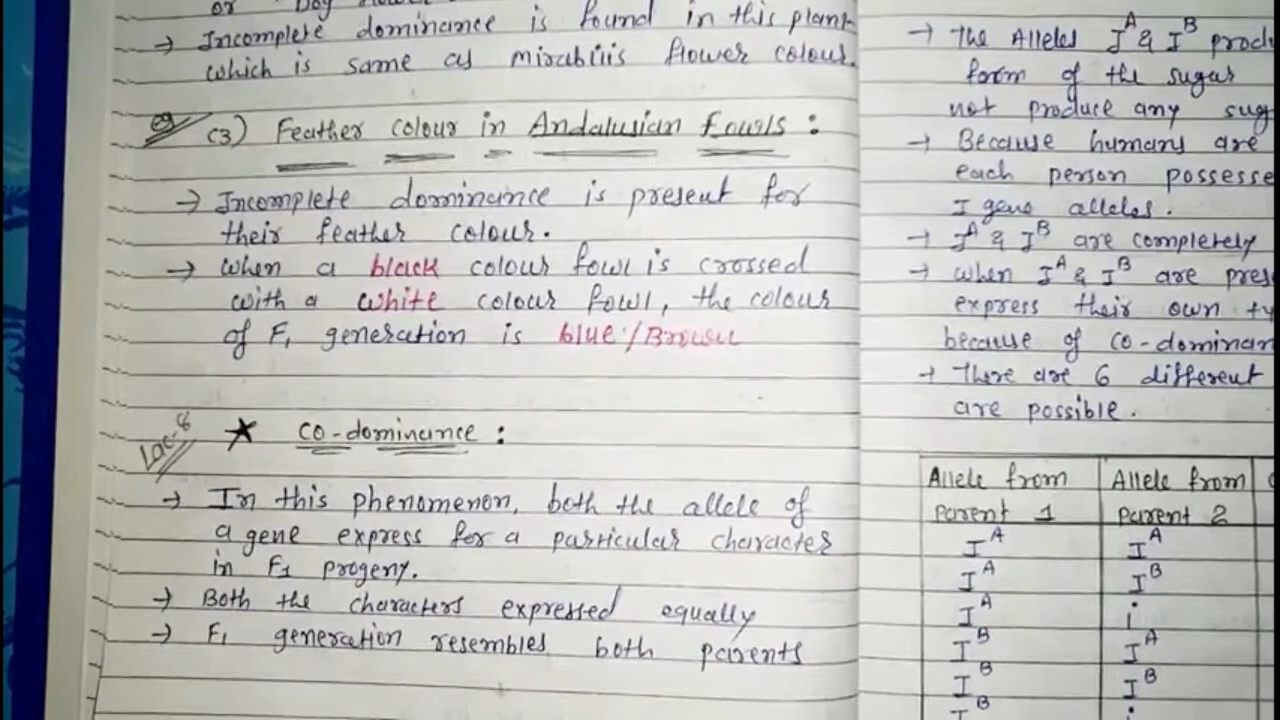 or
→ Incomplete dominance is found in this plant
which is same as mirabilis flower colour.
eg (3) Feather colour in Andalusian Fowls :
→ Incomplete dominance is present for
their feather colour.
→ When a black colour fowl is crossed
with a white colour fowl, the colour
of F1 generation is blue/Brown
Lec-8 ★ Co-dominance :
→ In this phenomenon, both the allele of
a gene express for a particular character
in F1 progeny.
→ Both the characters expressed equally
→ F1 generation resembles both parents
→ The Alleles I^A & I^B prod
form of the sugar
not produce any sug
→ Because humans are
each person possesse
I gene alleles.
→ I^A & I^B are completely
→ When I^A & I^B are pres
express their own ty
because of co-dominan
→ There are 6 different
are possible.
Allele from Allele from
parent 1 parent 2
I^A I^A
I^A I^B
I^A i
I^B I^A
I^B I^B
I^B i